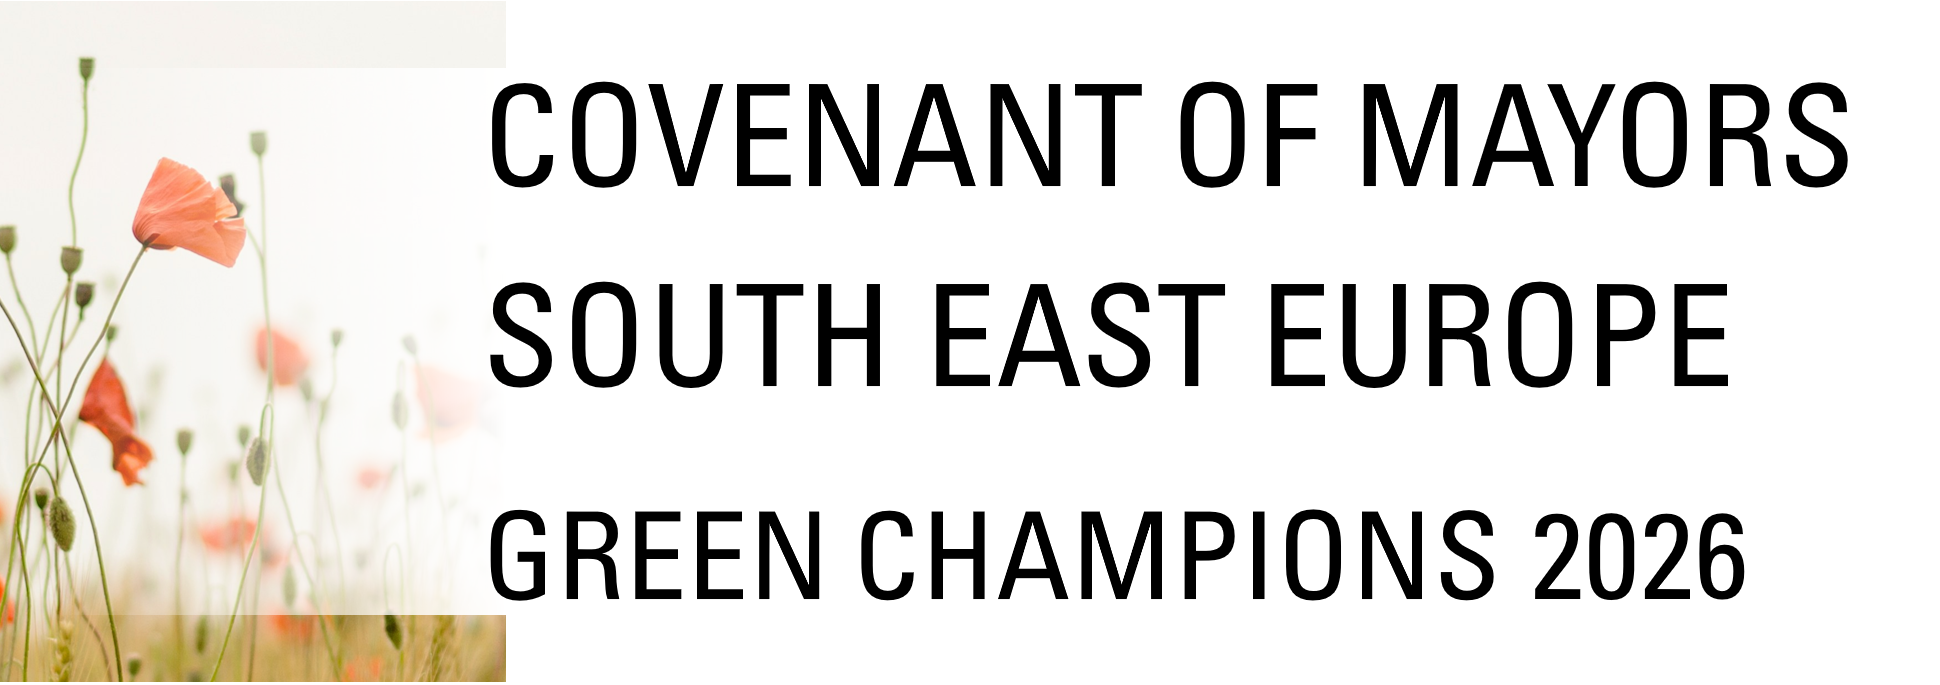 COVENANT OF MAYORS
SOUTH EAST EUROPE
GREEN CHAMPIONS 2026